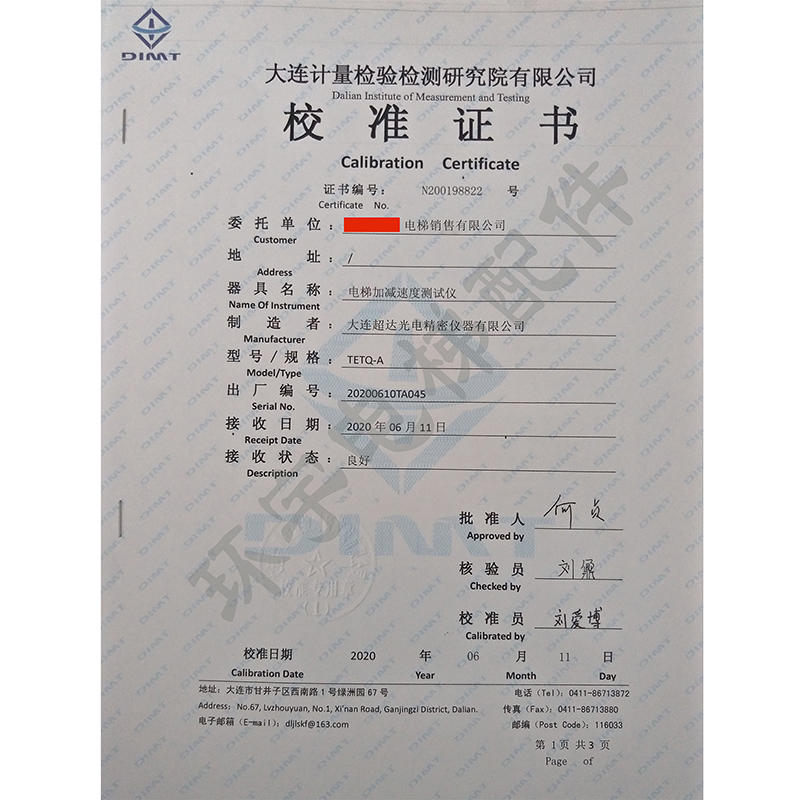 DIMT
大连计量检验检测研究院有限公司
Dalian Institute of Measurement and Testing
校 准 证 书
Calibration Certificate
证书编号： N200198822 号
Certificate No.
委托单位： 电梯销售有限公司
Customer
地址： /
Address
器具名称： 电梯加减速度测试仪
Name Of Instrument
制造者： 大连超达光电精密仪器有限公司
Manufacturer
型号/规格： TETQ-A
Model/Type
出厂编号： 20200610TA045
Serial No.
接收日期： 2020 年 06 月 11 日
Receipt Date
接收状态： 良好
Description
批准人 何贞
Approved by
核验员
Checked by
校准员 刘爱博
Calibrated by
校准日期 2020 年 06 月 11 日
Calibration Date Year Month Day
地址：大连市甘井子区西南路1号绿洲园67号 电话（Tel）：0411-86713872
Address：No.67, Lvzhouyuan, No.1, Xi'nan Road, Ganjingzi District, Dalian. 传真（Fax）：0411-86713880
电子邮箱（E-mail）：dljlskf@163.com 邮编（Post Code）：116033
第 1 页 共 3 页
Page of
环宇电梯配件
DIMT